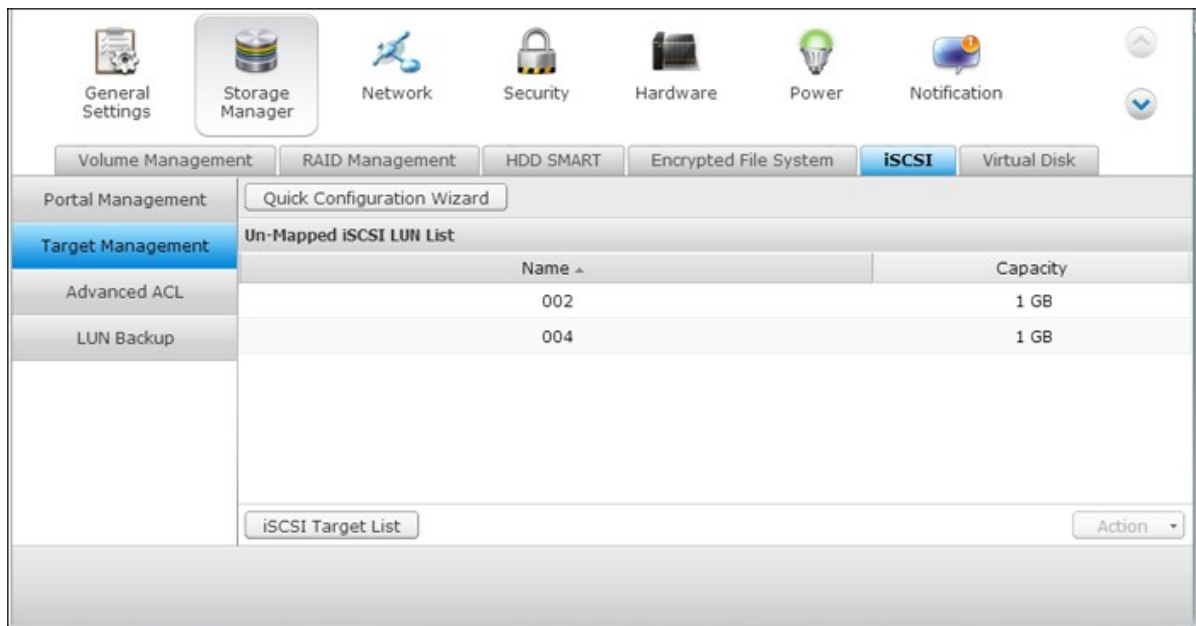 General Settings
Storage Manager
Network
Security
Hardware
Power
1
Notification
Volume Management
RAID Management
HDD SMART
Encrypted File System
iSCSI
Virtual Disk
Portal Management
Target Management
Advanced ACL
LUN Backup
Quick Configuration Wizard
Un-Mapped iSCSI LUN List
Name Capacity
002 1 GB
004 1 GB
iSCSI Target List
Action